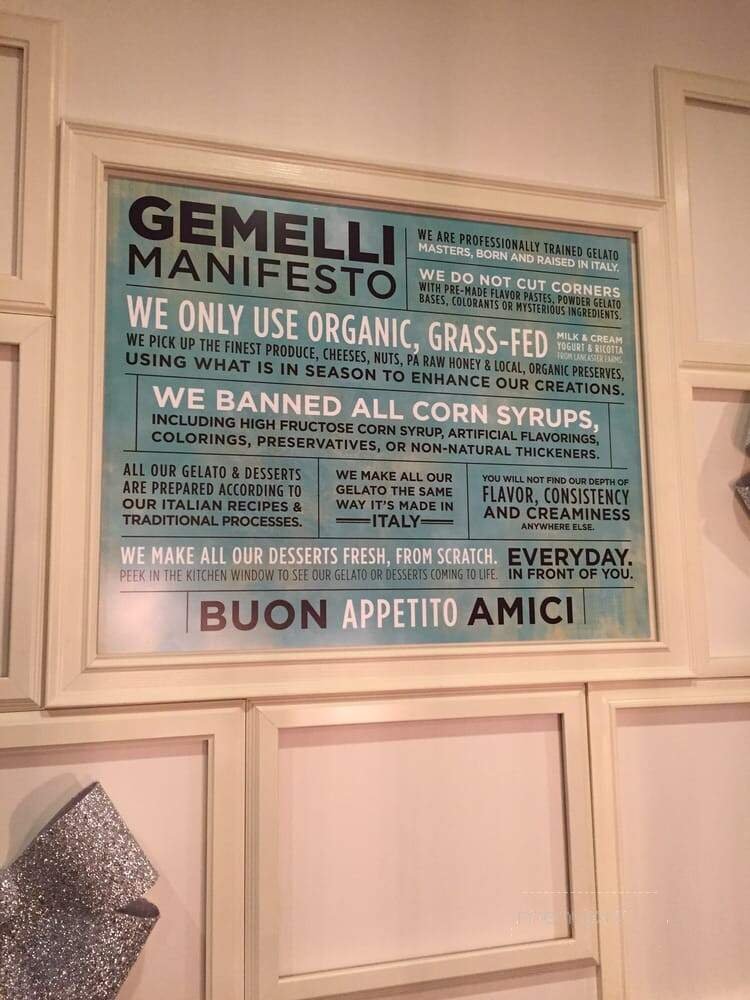 GEMELLI
MANIFESTO
WE ARE PROFESSIONALLY TRAINED GELATO
MASTERS, BORN AND RAISED IN ITALY.
WE DO NOT CUT CORNERS
WITH PRE-MADE FLAVOR PASTES, POWDER GELATO
BASES, COLORANTS OR MYSTERIOUS INGREDIENTS.
WE ONLY USE ORGANIC, GRASS-FED
MILK & CREAM
YOGURT & RICOTTA
FROM LANCASTER FARMS.
WE PICK UP THE FINEST PRODUCE, CHEESES, NUTS, PA RAW HONEY & LOCAL, ORGANIC PRESERVES,
USING WHAT IS IN SEASON TO ENHANCE OUR CREATIONS.
WE BANNED ALL CORN SYRUPS,
INCLUDING HIGH FRUCTOSE CORN SYRUP, ARTIFICIAL FLAVORINGS,
COLORINGS, PRESERVATIVES, OR NON-NATURAL THICKENERS.
ALL OUR GELATO & DESSERTS
ARE PREPARED ACCORDING TO
OUR ITALIAN RECIPES &
TRADITIONAL PROCESSES.
WE MAKE ALL OUR
GELATO THE SAME
WAY IT'S MADE IN
ITALY
YOU WILL NOT FIND OUR DEPTH OF
FLAVOR, CONSISTENCY
AND CREAMINESS
ANYWHERE ELSE.
WE MAKE ALL OUR DESSERTS FRESH, FROM SCRATCH.
PEEK IN THE KITCHEN WINDOW TO SEE OUR GELATO OR DESSERTS COMING TO LIFE.
EVERYDAY.
IN FRONT OF YOU.
BUON APPETITO AMICI